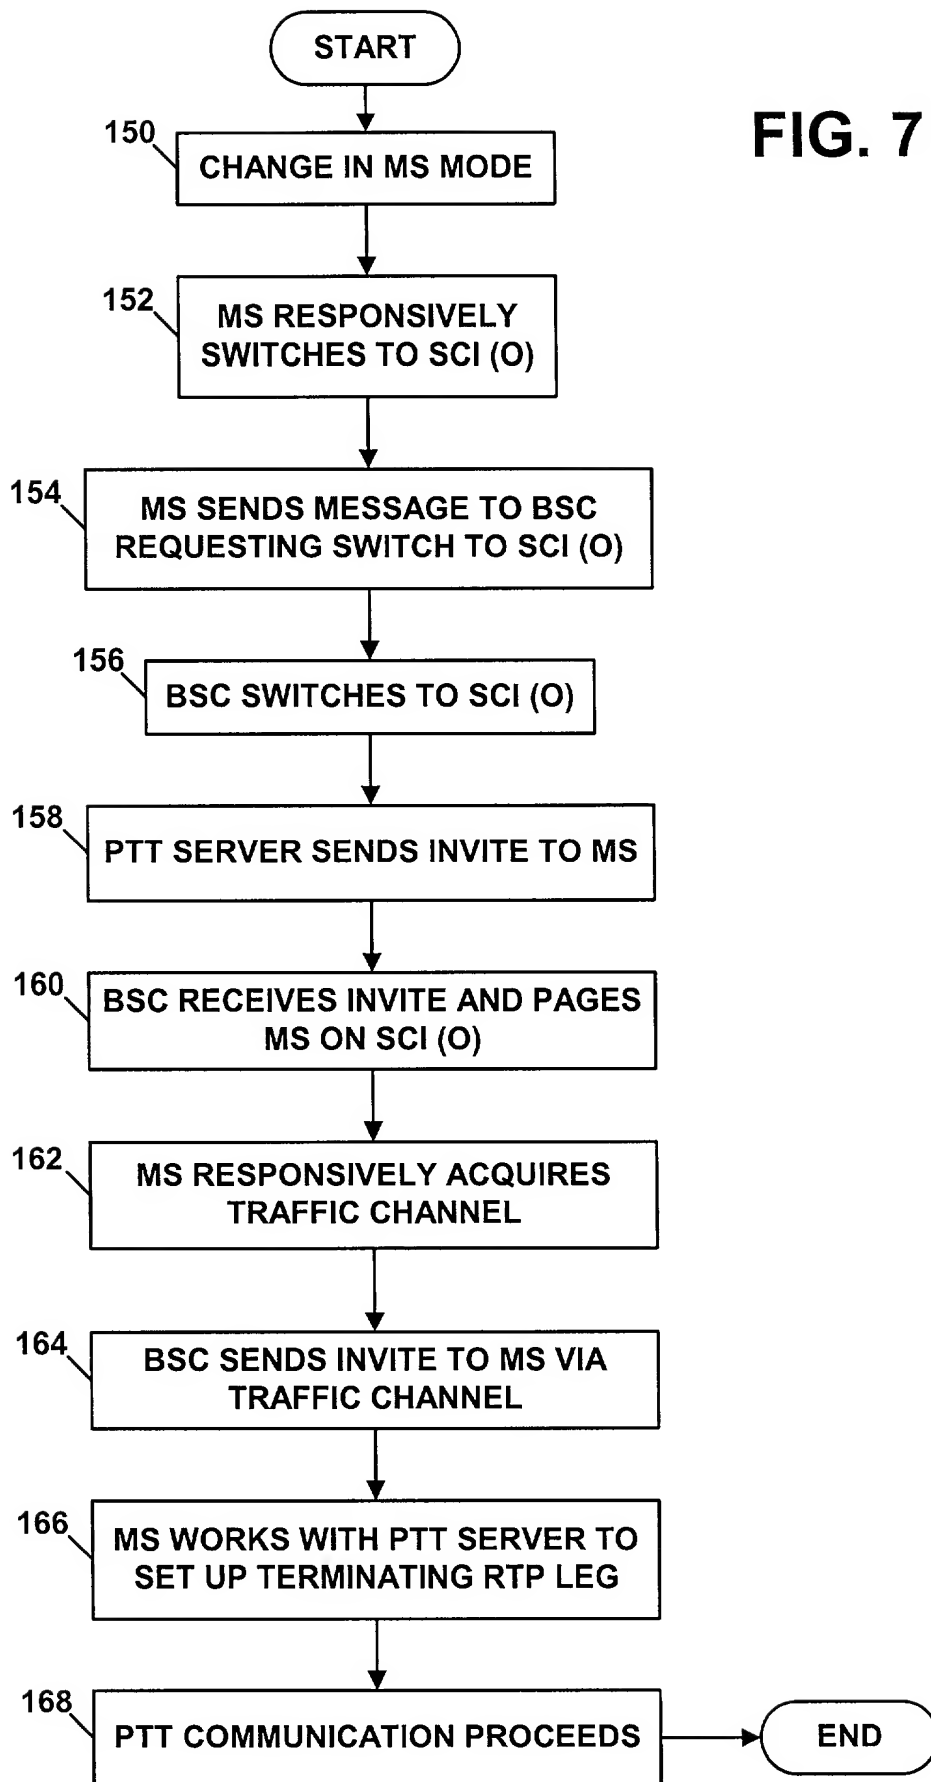 START
FIG. 7
150
CHANGE IN MS MODE
152
MS RESPONSIVELY
SWITCHES TO SCI (O)
154
MS SENDS MESSAGE TO BSC
REQUESTING SWITCH TO SCI (O)
156
BSC SWITCHES TO SCI (O)
158
PTT SERVER SENDS INVITE TO MS
160
BSC RECEIVES INVITE AND PAGES
MS ON SCI (O)
162
MS RESPONSIVELY ACQUIRES
TRAFFIC CHANNEL
164
BSC SENDS INVITE TO MS VIA
TRAFFIC CHANNEL
166
MS WORKS WITH PTT SERVER TO
SET UP TERMINATING RTP LEG
168
PTT COMMUNICATION PROCEEDS
END